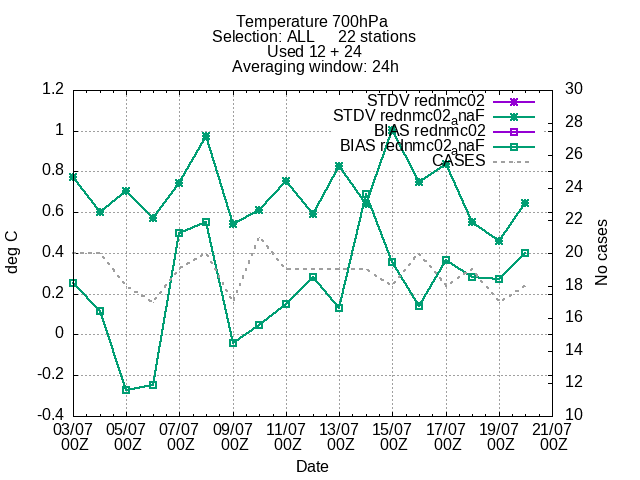 Temperature 700hPa
Selection: ALL 22 stations
Used 12 + 24
Averaging window: 24h
1.2
1
0.8
0.6
0.4
0.2
0
-0.2
-0.4
deg C
30
28
26
24
22
20
18
16
14
12
10
No cases
STDV rednmc02
STDV rednmc02_anaF
BIAS rednmc02
BIAS rednmc02_anaF
CASES
03/07 05/07 07/07 09/07 11/07 13/07 15/07 17/07 19/07 21/07
00Z 00Z 00Z 00Z 00Z 00Z 00Z 00Z 00Z 00Z
Date